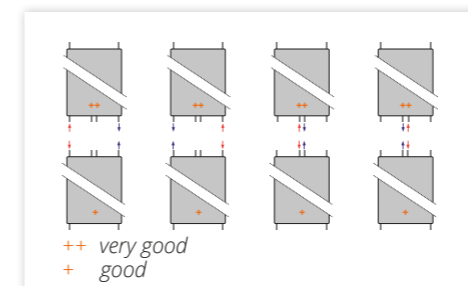 ++ ++ ++ ++
+ + + +
++ very good
+ good